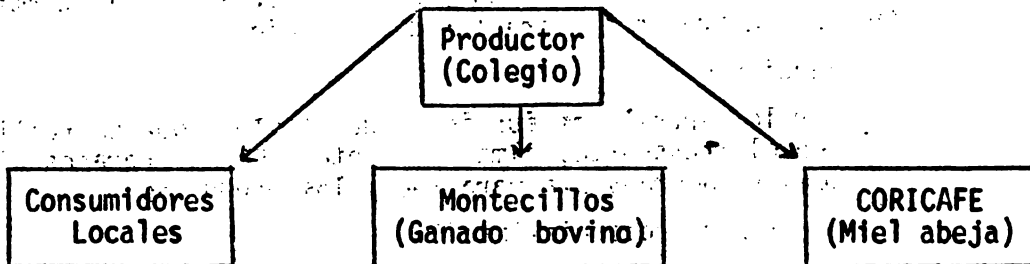 Productor
(Colegio)
Consumidores
Locales
Montecillos
(Ganado bovino)
CORICAFE
(Miel abeja)